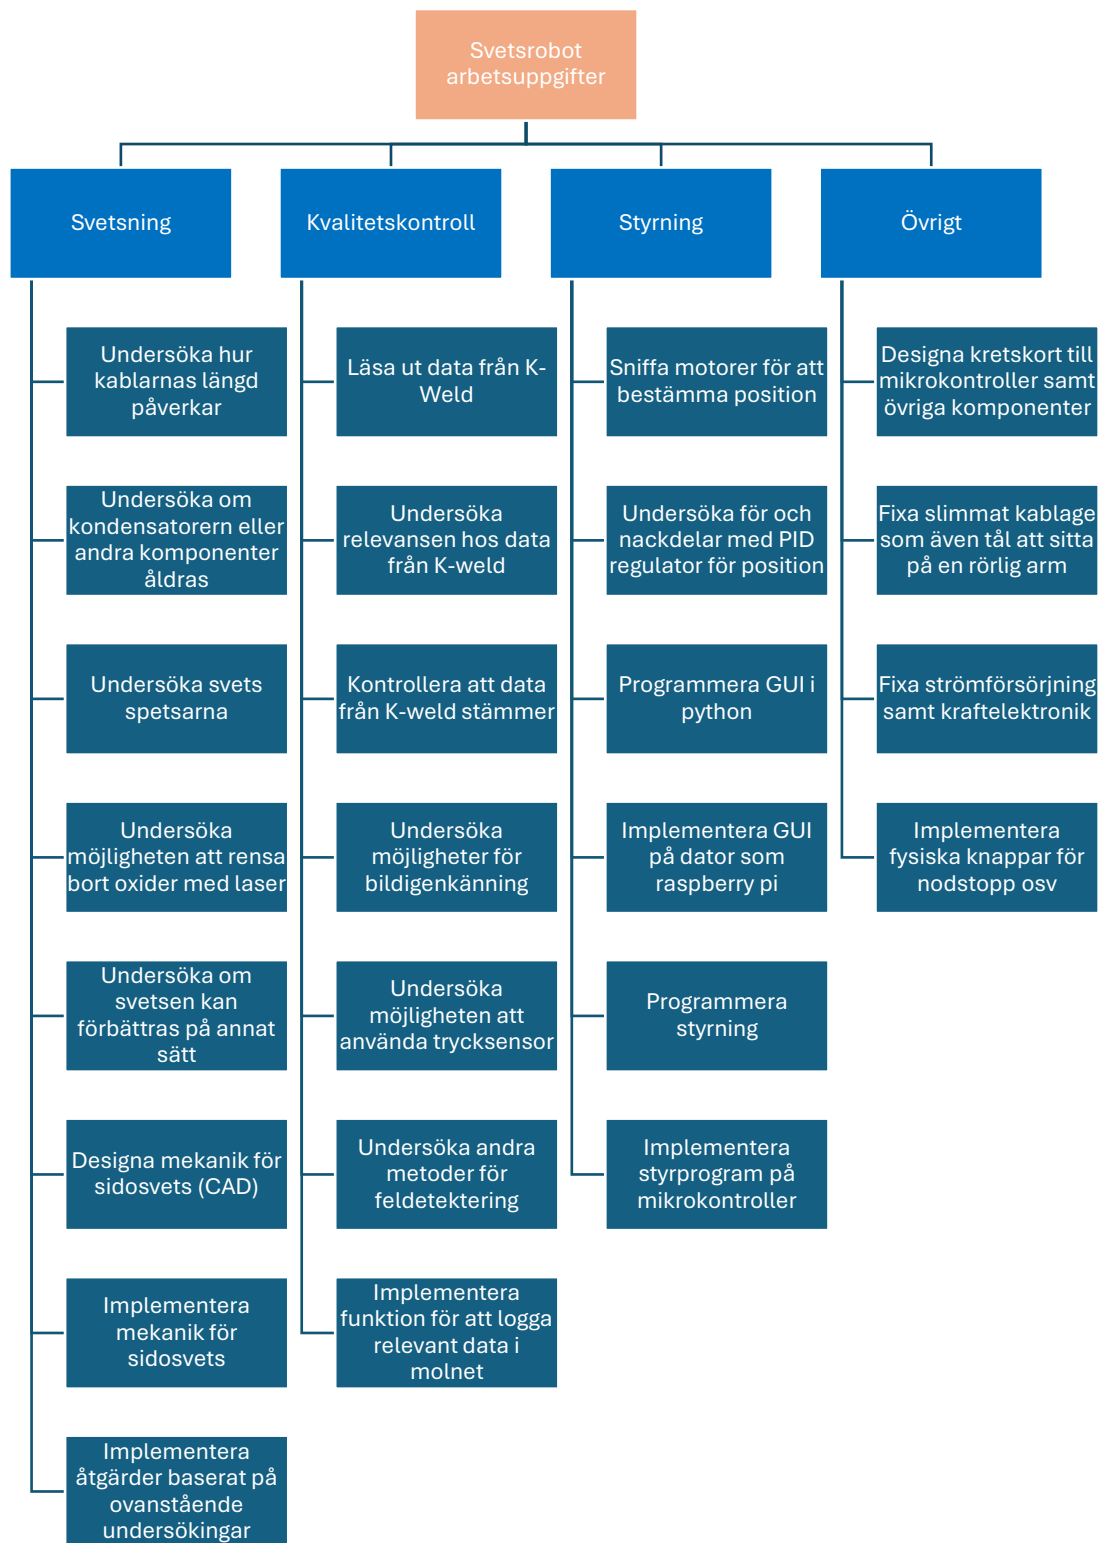 Svetsrobot
arbetsuppgifter
Svetsning
Kvalitetskontroll
Styrning
Övrigt
Undersöka hur
kablarnas längd
påverkar
Undersöka om
kondensatorern eller
andra komponenter
åldras
Undersöka svets
spetsarna
Undersöka
möjligheten att rensa
bort oxider med laser
Undersöka om
svetsen kan
förbättras på annat
sätt
Designa mekanik för
sidosvets (CAD)
Implementera
mekanik för
sidosvets
Implementera
åtgärder baserat på
ovanstående
undersökingar
Läsa ut data från K-
Weld
Undersöka
relevansen hos data
från K-weld
Kontrollera att data
från K-weld stämmer
Undersöka
möjligheter för
bildigenkänning
Undersöka
möjligheten att
använda trycksensor
Undersöka andra
metoder för
feldetektering
Implementera
funktion för att logga
relevant data i
molnet
Sniffa motorer för att
bestämma position
Undersöka för och
nackdelar med PID
regulator för position
Programmera GUI i
python
Implementera GUI
på dator som
raspberry pi
Programmera
styrning
Implementera
styrprogram på
mikrokontroller
Designa kretskort till
mikrokontroller samt
övriga komponenter
Fixa slimmat kablage
som även tål att sitta
på en rörlig arm
Fixa strömförsörjning
samt kraftelektronik
Implementera
fysiska knappar för
nodstopp osv